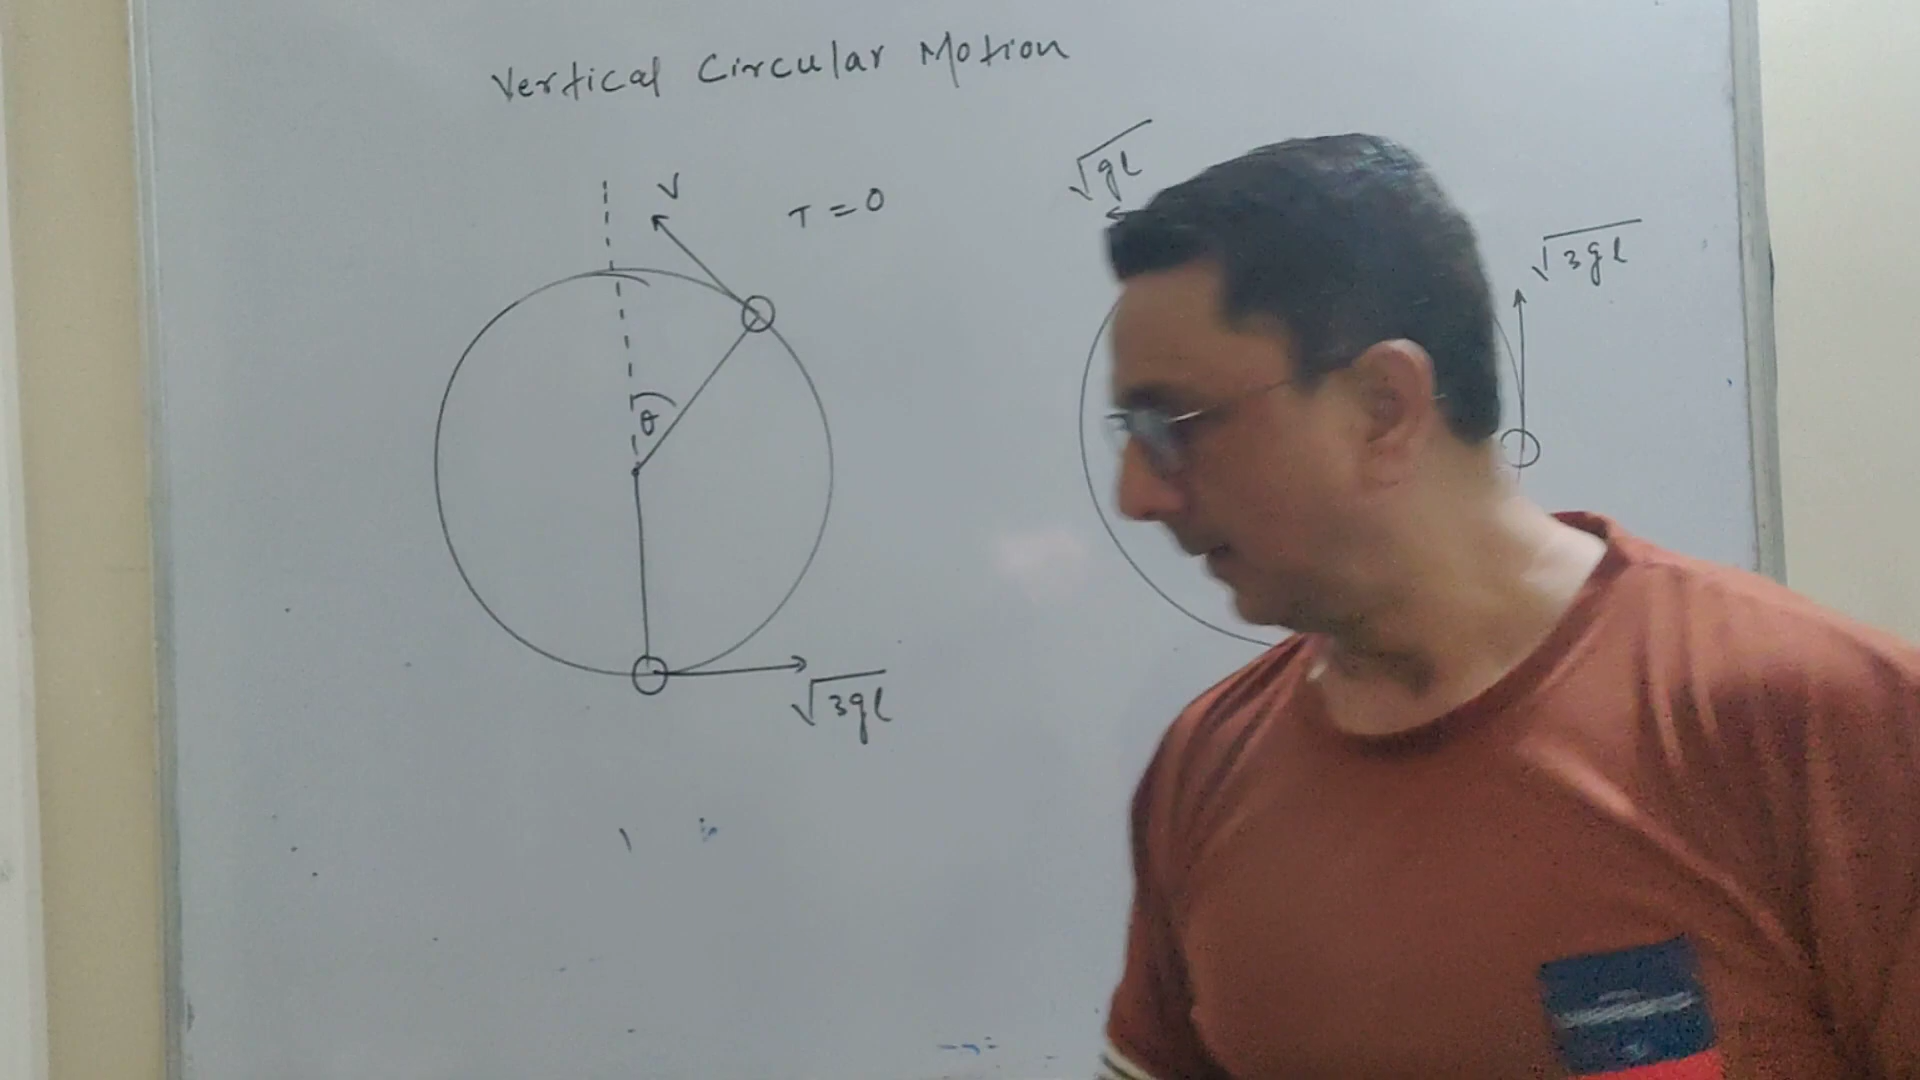 Vertical Circular Motion
V
T = 0
θ
√3gl
√gl
√3gl